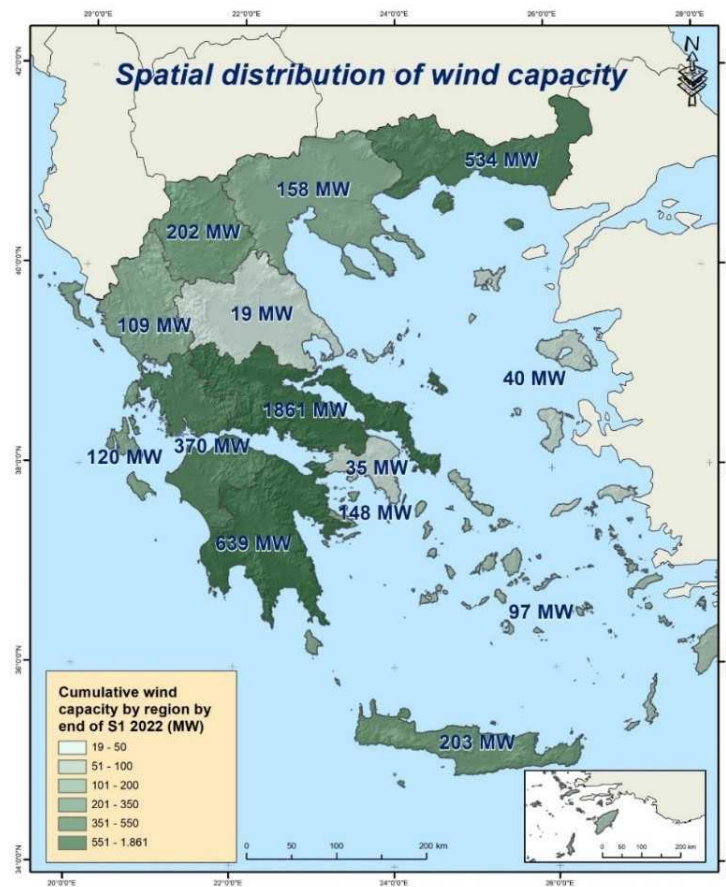 20°0'0"E 22°0'0"E 24°0'0"E 26°0'0"E 28°0'0"E
Spatial distribution of wind capacity
N
42°0'0"N
534 MW
158 MW
202 MW
40°0'0"N
19 MW
109 MW
40 MW
1861 MW
370 MW
120 MW
35 MW
38°0'0"N
148 MW
639 MW
97 MW
36°0'0"N
203 MW
Cumulative wind
capacity by region by
end of S1 2022 (MW)
19 - 50
51 - 100
101 - 200
201 - 350
351 - 550
551 - 1.861
0 50 100 200 km
0 50 100 200 km
34°0'0"N
20°0'0"E 22°0'0"E 24°0'0"E 26°0'0"E